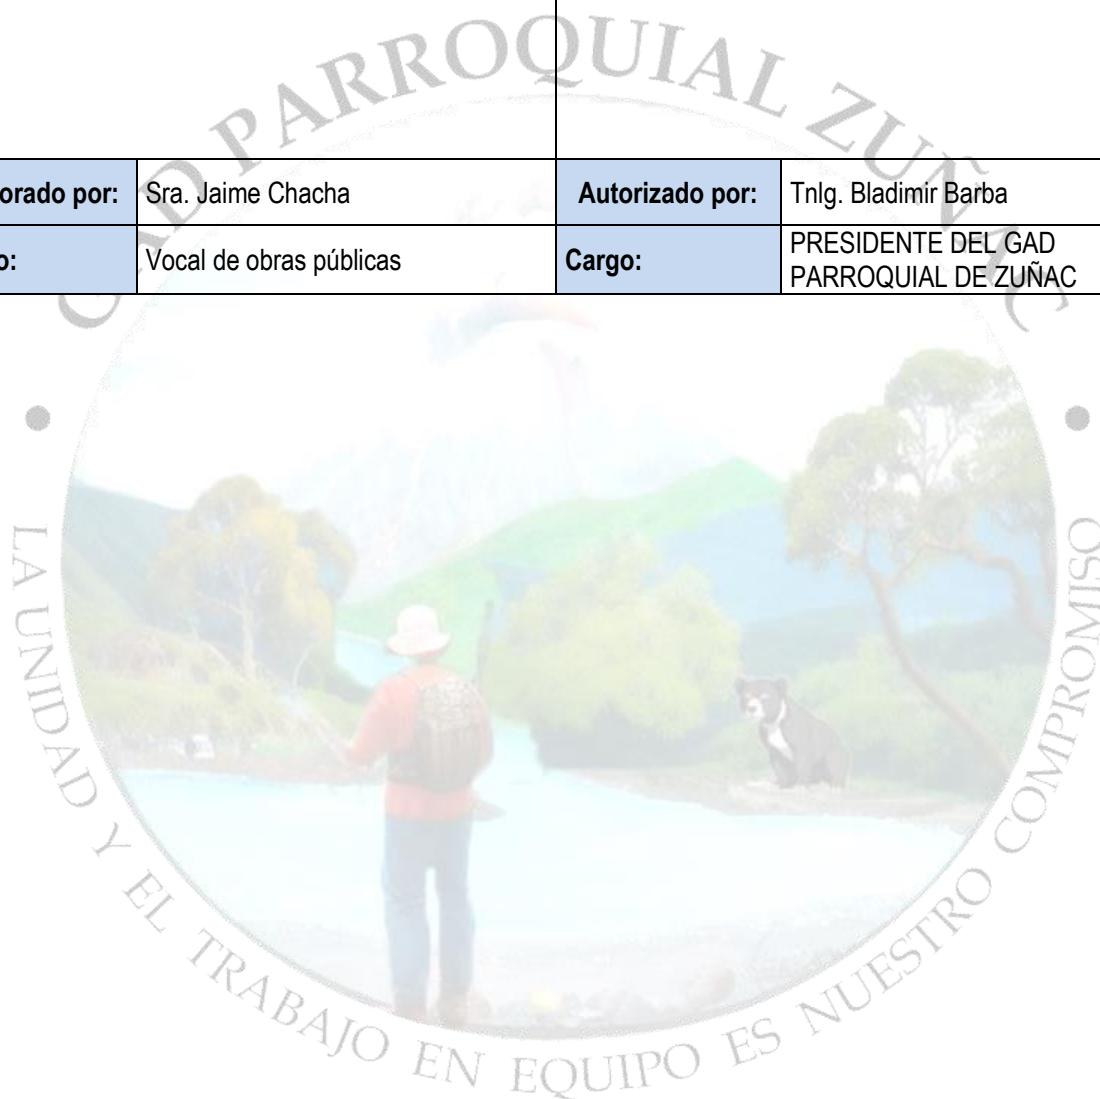 GAD PARROQUIAL ZUÑAC
orado por: Sra. Jaime Chacha Autorizado por: Tnlg. Bladimir Barba
o: Vocal de obras públicas Cargo: PRESIDENTE DEL GAD
PARROQUIAL DE ZUÑAC
LA UNIDAD Y EL TRABAJO EN EQUIPO ES NUESTRO COMPROMISO